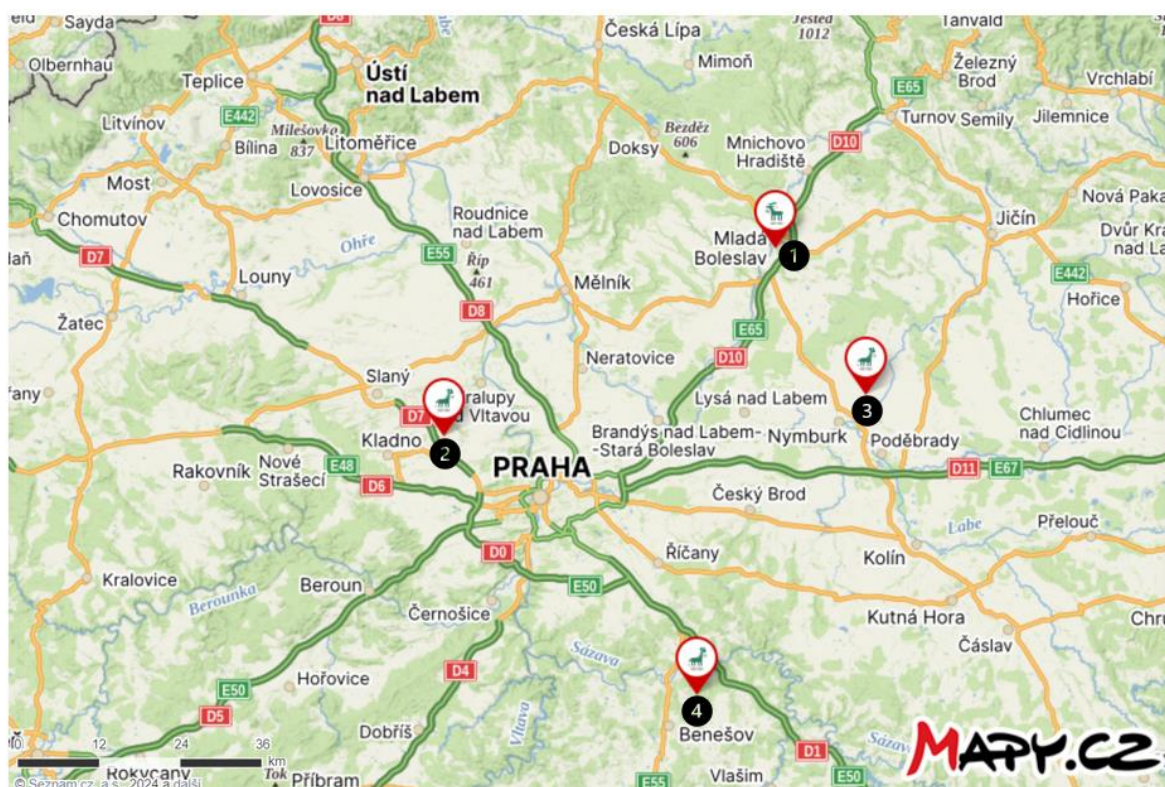 Sayda
D8
Česká Lípa
Ještěd
1012
Tanvald
Olbernhau
Teplice
Ústí
nad Labem
Mimoň
Železný
Brod
Vrchlabí
E65
Litvínov
E442
Milešovka
837
Bílina
Litoměřice
Bezděz
606
Doksy
Mnichovo
Hradiště
D10
Turnov
Semily
Jilemnice
Most
Lovosice
Chomutov
Roudnice
nad Labem
Nová Paka
Jičín
D7
Ohře
E55
Říp
461
Mladá
Boleslav
1
E442
Louny
Mělník
Hořice
Žatec
D8
E65
Neratovice
D10
Slaný
Lysá nad Labem
3
Chlumec
nad Cidlinou
D7
Kladno
2
Nymburk
Poděbrady
Brandýs nad Labem-
-Stará Boleslav
Rakovník
Nové
Strašecí
E48
D6
PRAHA
D11
E67
Český Brod
Labe
Přelouč
D0
Říčany
Kolín
Kralovice
Berounka
Beroun
E50
Černošice
Kutná Hora
Čáslav
Sázava
Hořovice
D4
Vltava
E50
D5
4
Benešov
Dobříš
D1
Sázava
MAPY.CZ
0 12 24 36
km
Rokycany
Tok
Příbram
E55
Vlašim
E50
© Seznam.cz, a.s., 2024 a další